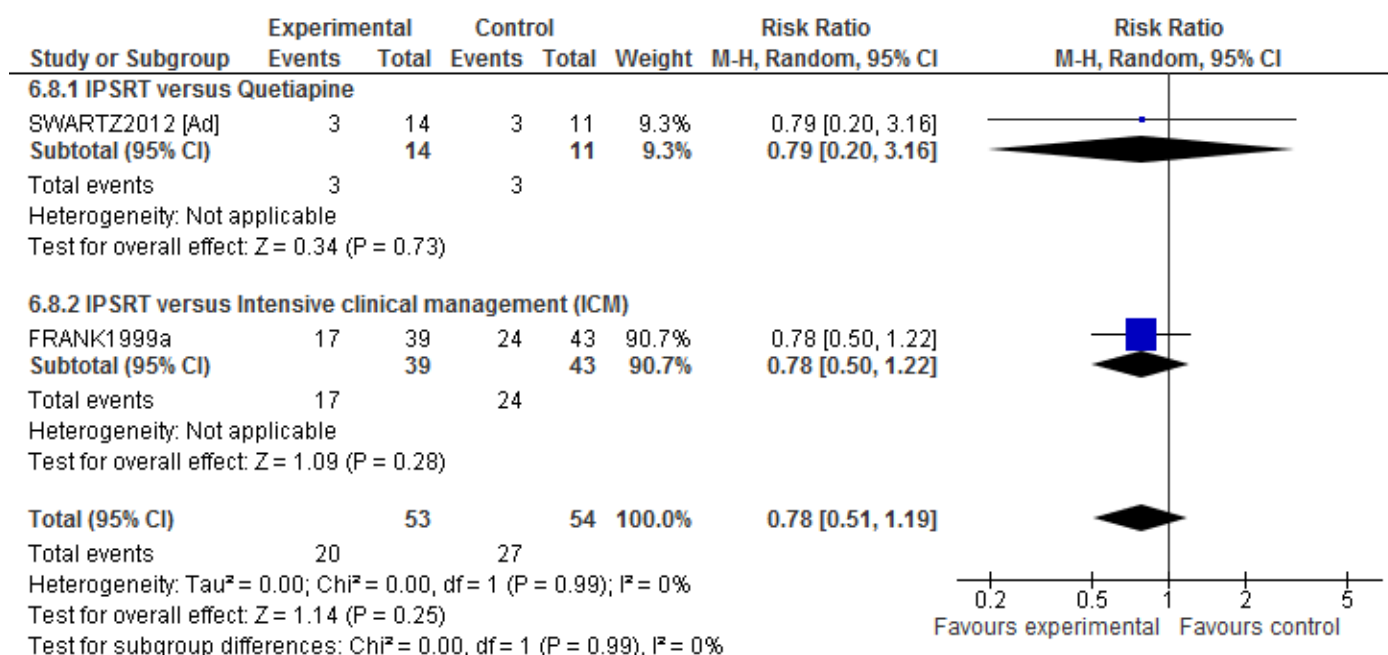 Experimental Control Risk Ratio Risk Ratio
Study or Subgroup Events Total Events Total Weight M-H, Random, 95% CI M-H, Random, 95% CI
6.8.1 IPSRT versus Quetiapine
SWARTZ2012 [Ad] 3 14 3 11 9.3% 0.79 [0.20, 3.16]
Subtotal (95% CI) 14 11 9.3% 0.79 [0.20, 3.16]
Total events 3 3
Heterogeneity: Not applicable
Test for overall effect: Z = 0.34 (P = 0.73)
6.8.2 IPSRT versus Intensive clinical management (ICM)
FRANK1999a 17 39 24 43 90.7% 0.78 [0.50, 1.22]
Subtotal (95% CI) 39 43 90.7% 0.78 [0.50, 1.22]
Total events 17 24
Heterogeneity: Not applicable
Test for overall effect: Z = 1.09 (P = 0.28)
Total (95% CI) 53 54 100.0% 0.78 [0.51, 1.19]
Total events 20 27
Heterogeneity: Tau² = 0.00; Chi² = 0.00, df = 1 (P = 0.99); I² = 0%
Test for overall effect: Z = 1.14 (P = 0.25)
Test for subgroup differences: Chi² = 0.00, df = 1 (P = 0.99), I² = 0%
0.2 0.5 1 2 5
Favours experimental Favours control